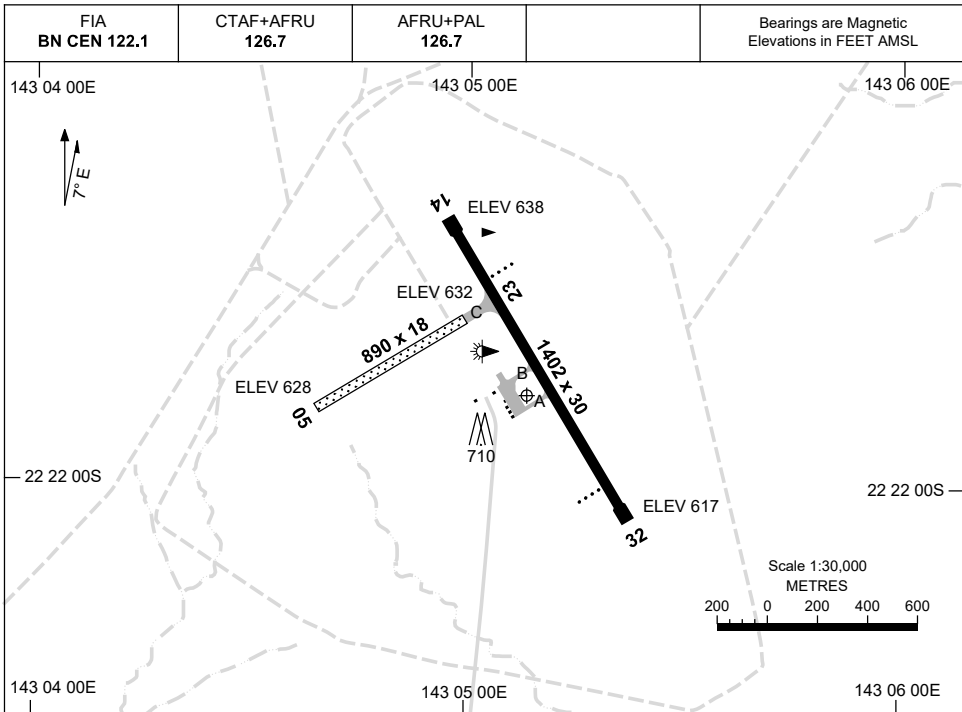 FIA
BN CEN 122.1
CTAF+AFRU
126.7
AFRU+PAL
126.7
Bearings are Magnetic
Elevations in FEET AMSL
143 04 00E
143 05 00E
143 06 00E
7° E
14
ELEV 638
ELEV 632
23
C
890 x 18
1402 x 30
ELEV 628
B
05
A
710
22 22 00S
22 22 00S
ELEV 617
32
Scale 1:30,000
METRES
200 0 200 400 600
143 04 00E
143 05 00E
143 06 00E